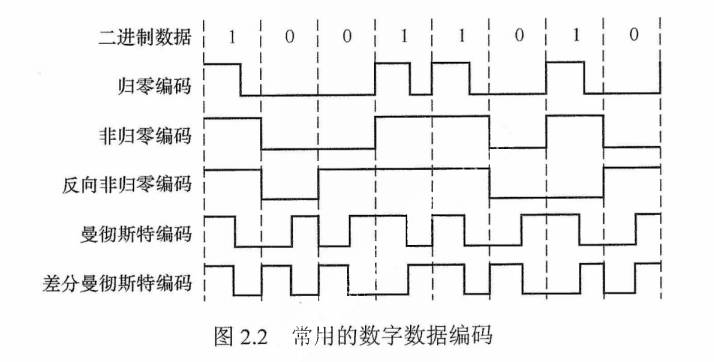 二进制数据 1 0 0 1 1 0 1 0
归零编码
非归零编码
反向非归零编码
曼彻斯特编码
差分曼彻斯特编码
图 2.2 常用的数字数据编码